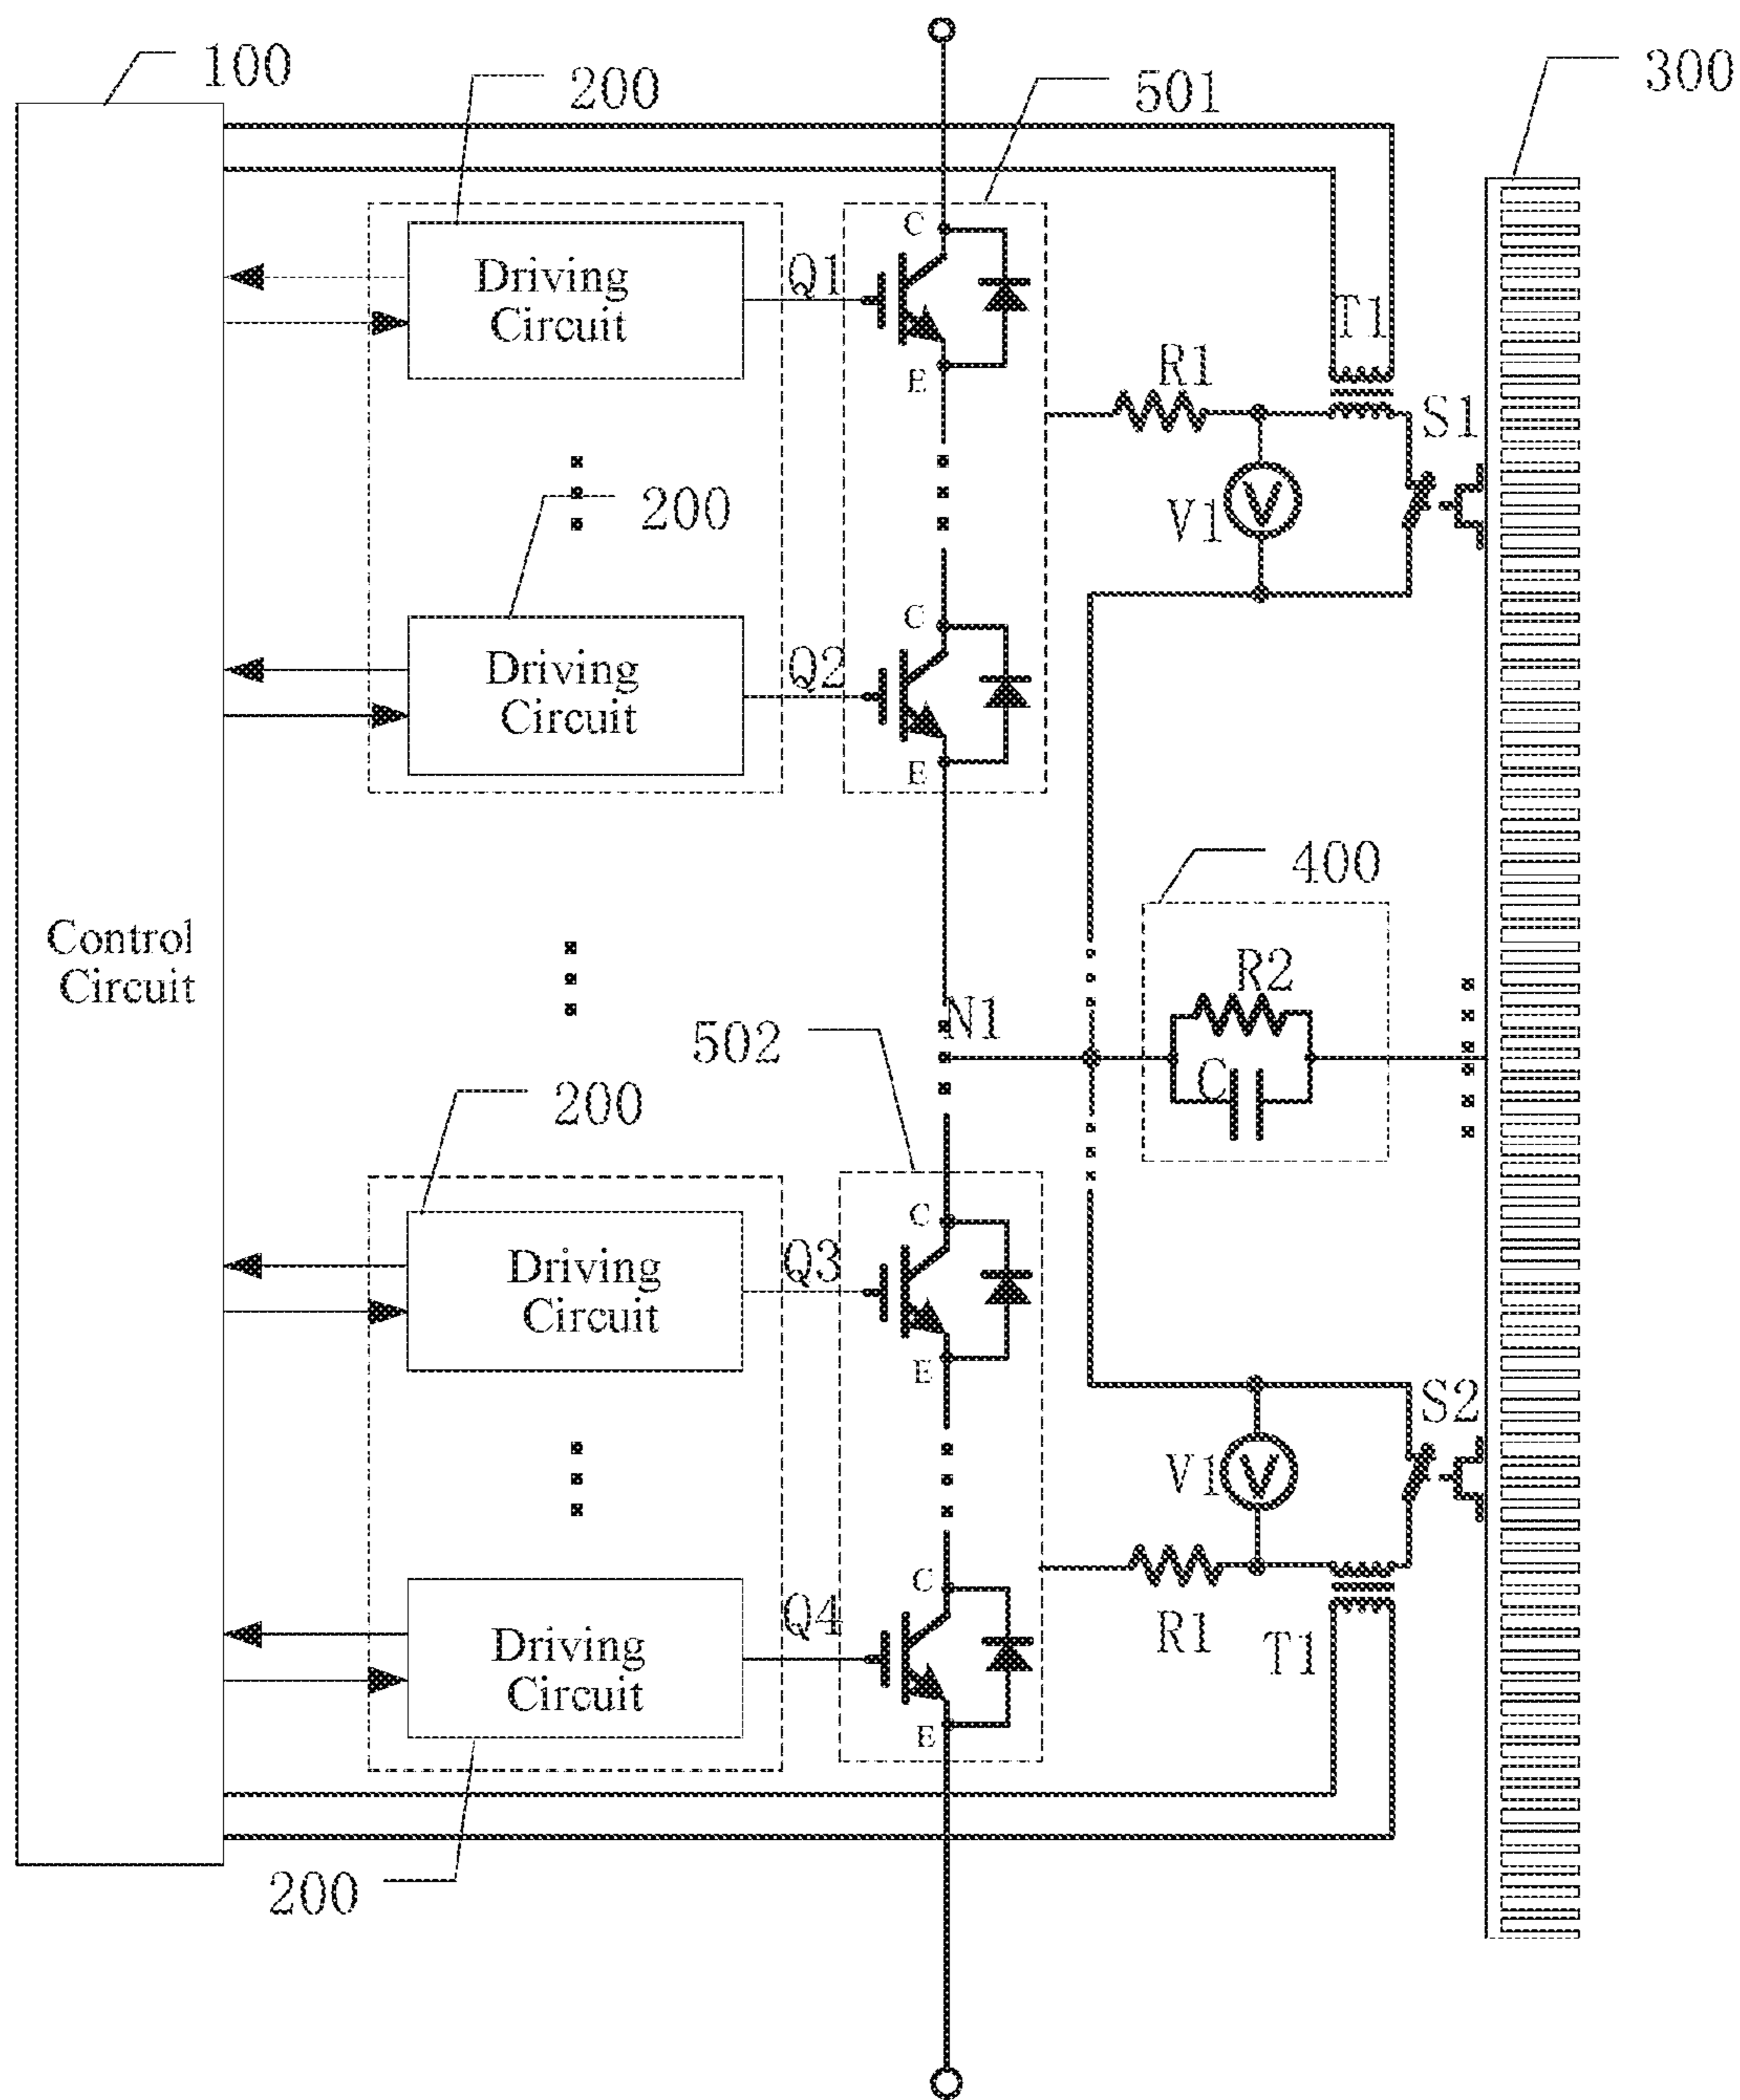 100
200
501
300
C
Driving
Circuit
Q1
T1
E
R1
S1
200
V
V1
C
Driving
Circuit
Q2
E
400
Control
Circuit
R2
N1
502
C
200
C
Driving
Circuit
Q3
E
S2
V1
V
C
Driving
Circuit
Q4
R1
T1
E
200